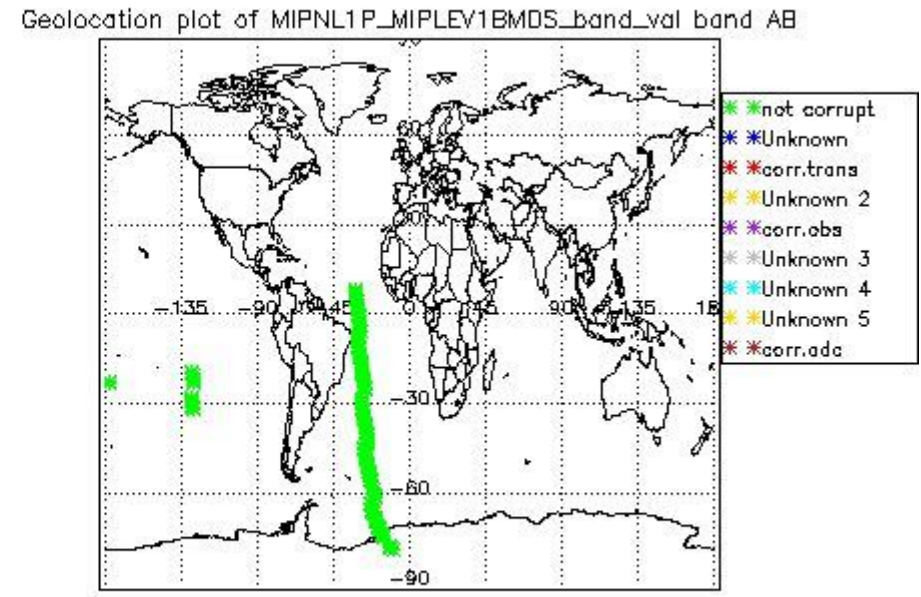 Geolocation plot of MIPNL1P_MIPLEV1BMDS_band_val band AB
not corrupt
60
Unknown
corr.trans
Unknown 2
corr.obs
Unknown 3
Unknown 4
-135 -90 45 0 45 90 135
Unknown 5
corr.adc
-30
-60
-90